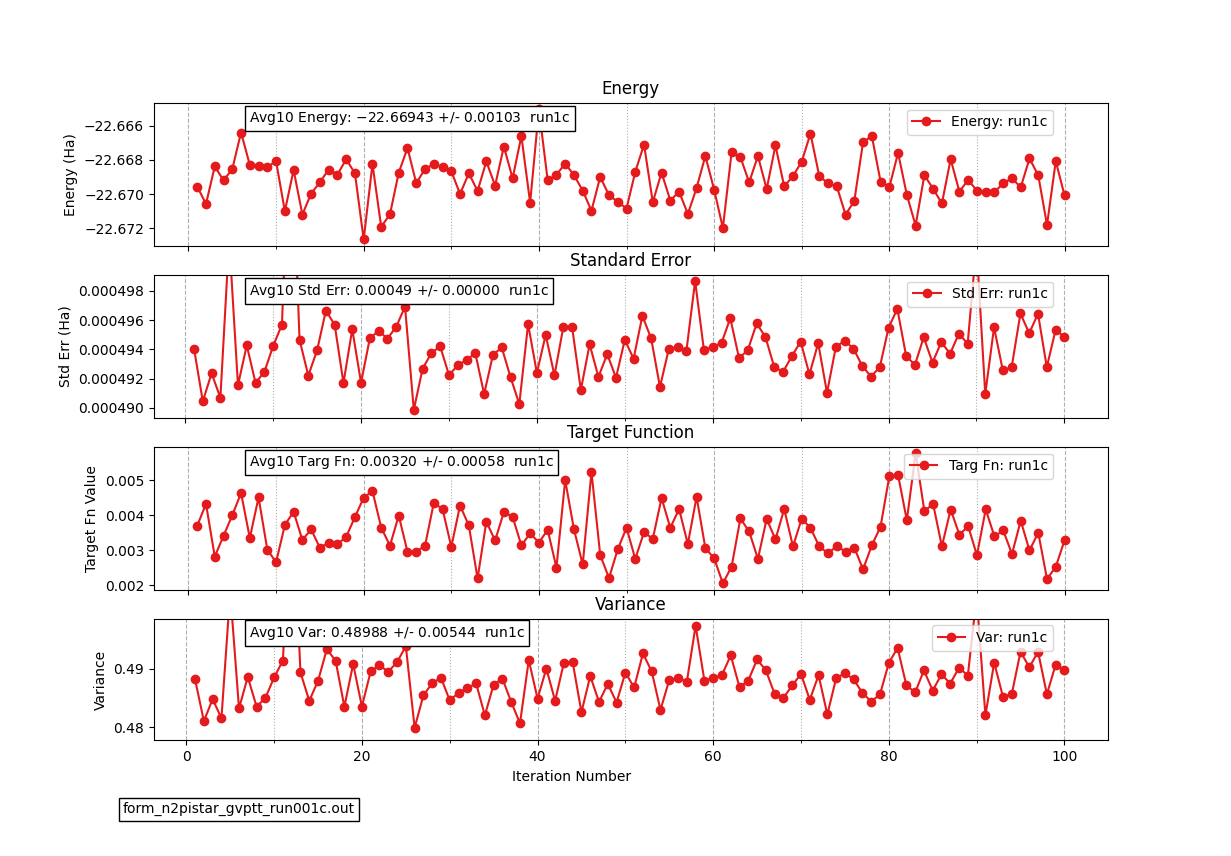 Energy
Avg10 Energy: −22.66943 +/- 0.00103  run1c
Energy: run1c
Energy (Ha)
−22.666
−22.668
−22.670
−22.672
Standard Error
Avg10 Std Err: 0.00049 +/- 0.00000  run1c
Std Err: run1c
Std Err (Ha)
0.000498
0.000496
0.000494
0.000492
0.000490
Target Function
Avg10 Targ Fn: 0.00320 +/- 0.00058  run1c
Targ Fn: run1c
Target Fn Value
0.005
0.004
0.003
0.002
Variance
Avg10 Var: 0.48988 +/- 0.00544  run1c
Var: run1c
Variance
0.49
0.48
0 20 40 60 80 100
Iteration Number
form_n2pistar_gvptt_run001c.out